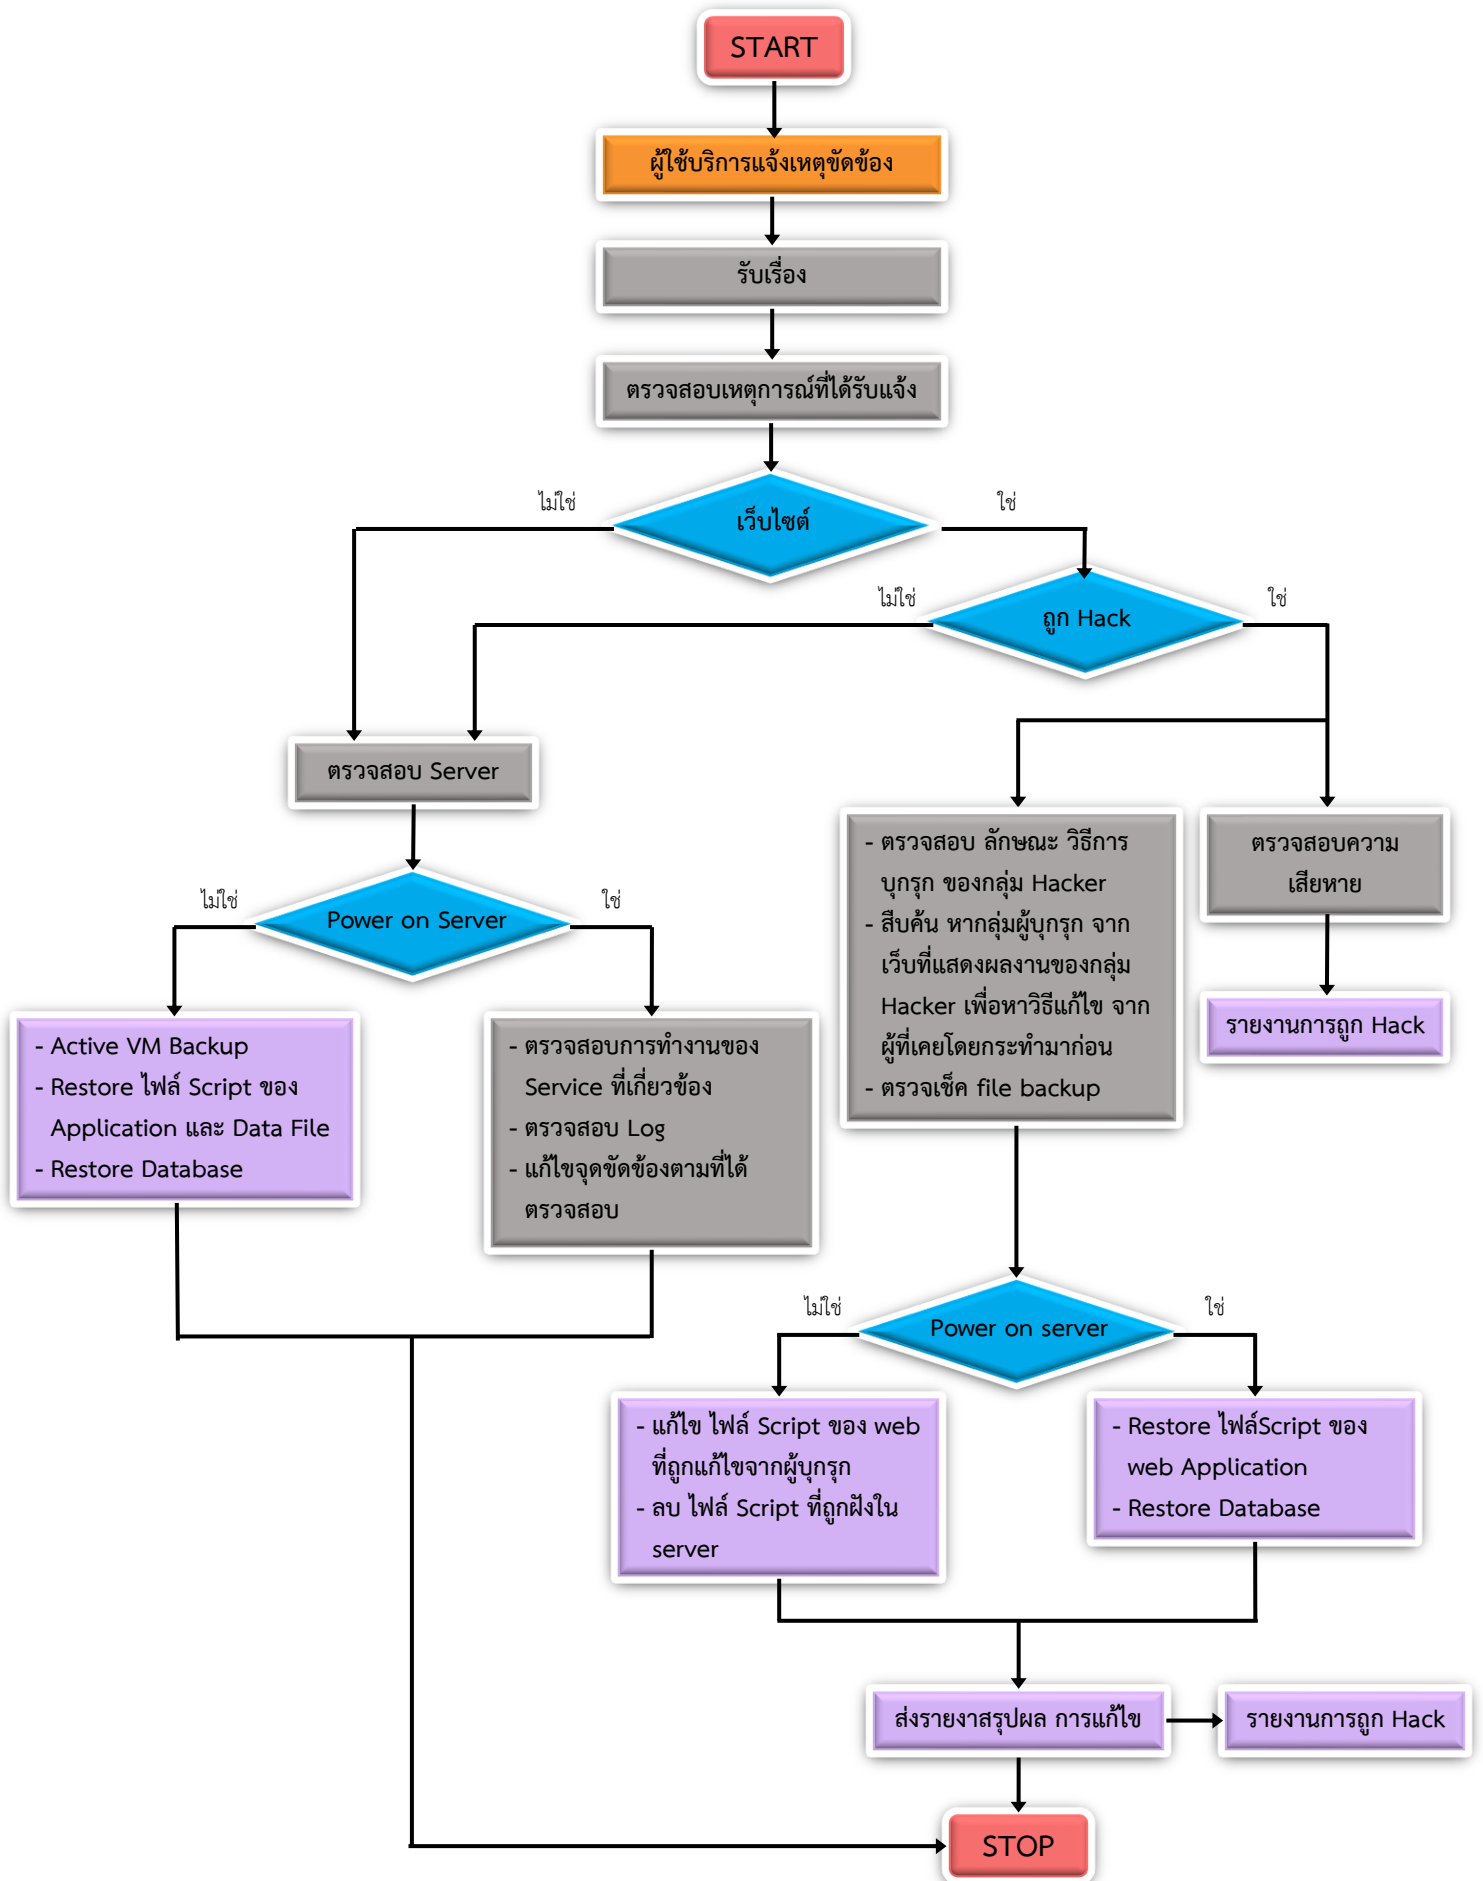 START
ผู้ใช้บริการแจ้งเหตุขัดข้อง
รับเรื่อง
ตรวจสอบเหตุการณ์ที่ได้รับแจ้ง
ไม่ใช่
ใช่
เว็บไซต์
ไม่ใช่
ใช่
ถูก Hack
ตรวจสอบ Server
- ตรวจสอบ ลักษณะ วิธีการ
บุกรุก ของกลุ่ม Hacker
- สืบค้น หากลุ่มผู้บุกรุก จาก
เว็บที่แสดงผลงานของกลุ่ม
Hacker เพื่อหาวิธีแก้ไข จาก
ผู้ที่เคยโดยกระทำมาก่อน
- ตรวจเช็ค file backup
ตรวจสอบความ
เสียหาย
รายงานการถูก Hack
ไม่ใช่
ใช่
Power on Server
- Active VM Backup
- Restore ไฟล์ Script ของ
Application และ Data File
- Restore Database
- ตรวจสอบการทำงานของ
Service ที่เกี่ยวข้อง
- ตรวจสอบ Log
- แก้ไขจุดขัดข้องตามที่ได้
ตรวจสอบ
ไม่ใช่
ใช่
Power on server
- แก้ไข ไฟล์ Script ของ web
ที่ถูกแก้ไขจากผู้บุกรุก
- ลบ ไฟล์ Script ที่ถูกฝังใน
server
- Restore ไฟล์Script ของ
web Application
- Restore Database
ส่งรายงาสรุปผล การแก้ไข
รายงานการถูก Hack
STOP